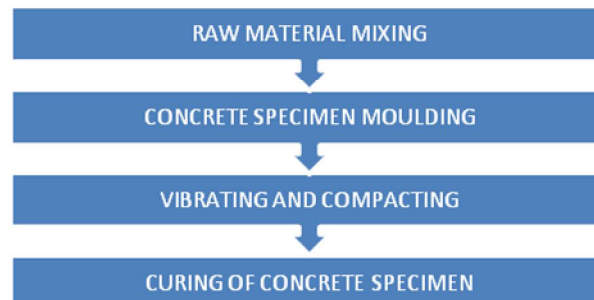 RAW MATERIAL MIXING
CONCRETE SPECIMEN MOULDING
VIBRATING AND COMPACTING
CURING OF CONCRETE SPECIMEN